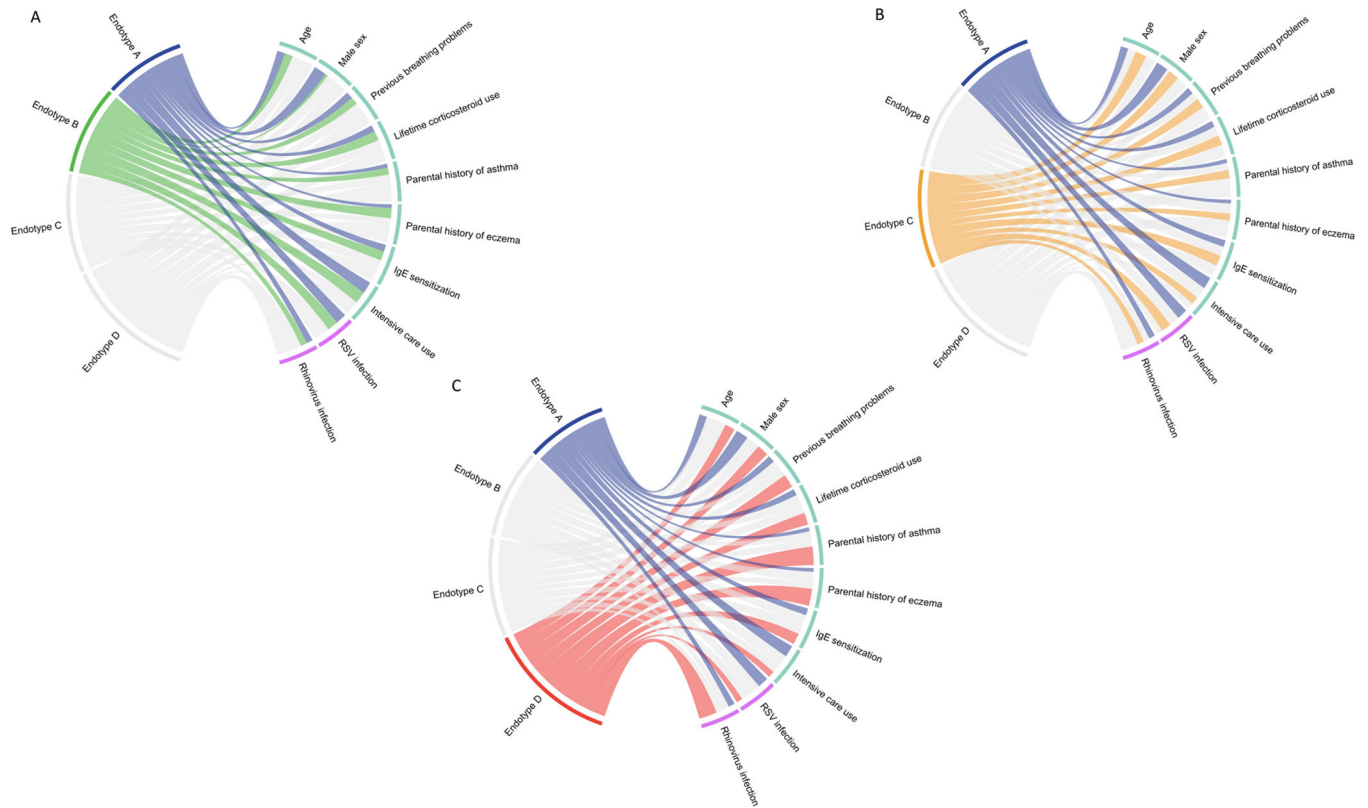 A
Endotype A
Endotype B
Endotype C
Endotype D
Age
Male sex
Previous breathing problems
Lifetime corticosteroid use
Parental history of asthma
Parental history of eczema
IgE sensitization
Intensive care use
RSV infection
Rhinovirus infection
B
Endotype A
Endotype B
Endotype C
Endotype D
Age
Male sex
Previous breathing problems
Lifetime corticosteroid use
Parental history of asthma
Parental history of eczema
IgE sensitization
Intensive care use
RSV infection
Rhinovirus infection
C
Endotype A
Endotype B
Endotype C
Endotype D
Age
Male sex
Previous breathing problems
Lifetime corticosteroid use
Parental history of asthma
Parental history of eczema
IgE sensitization
Intensive care use
RSV infection
Rhinovirus infection